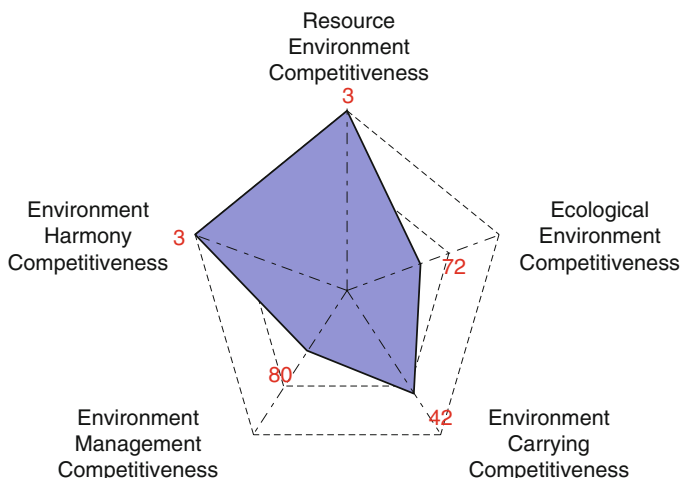 Resource
Environment
Competitiveness
3
Environment
Harmony
Competitiveness
3
Ecological
Environment
Competitiveness
72
80
42
Environment
Management
Competitiveness
Environment
Carrying
Competitiveness